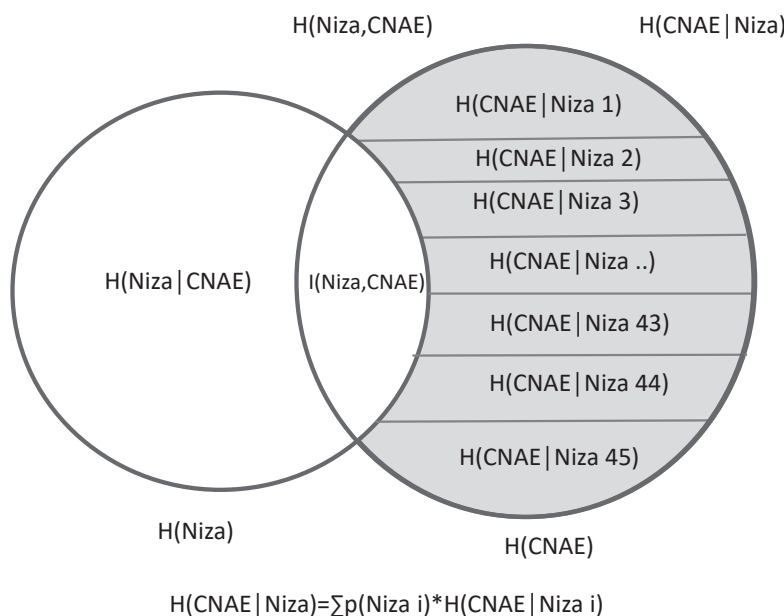 H(Niza,CNAE)
H(CNAE|Niza)
H(CNAE|Niza 1)
H(CNAE|Niza 2)
H(CNAE|Niza 3)
H(CNAE|Niza ..)
H(Niza|CNAE)
I(Niza,CNAE)
H(CNAE|Niza 43)
H(CNAE|Niza 44)
H(CNAE|Niza 45)
H(Niza)
H(CNAE)
H(CNAE|Niza)=∑p(Niza i)*H(CNAE|Niza i)